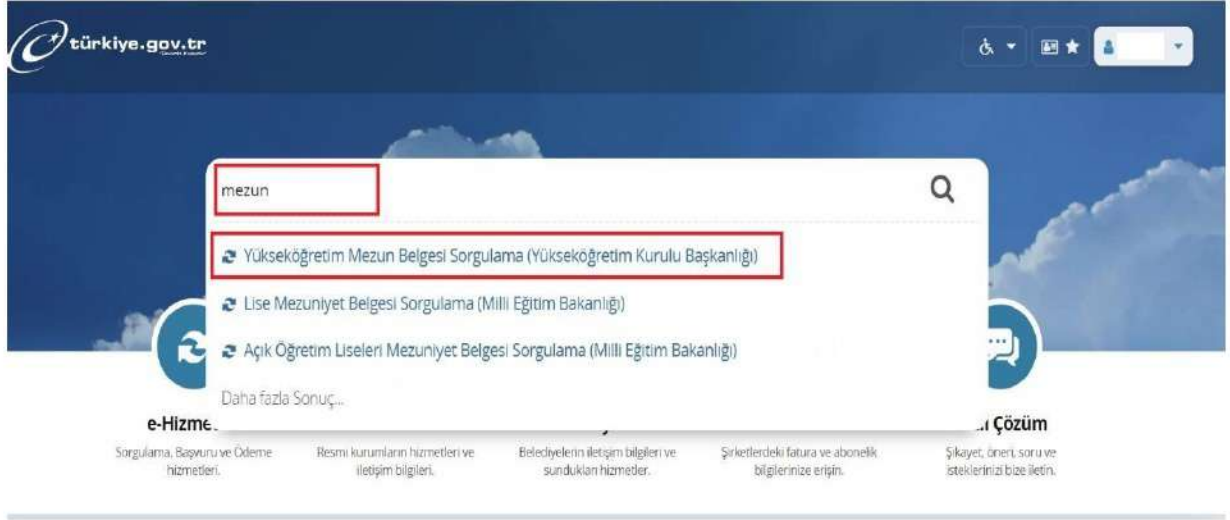 türkiye.gov.tr
mezun
Yükseköğretim Mezun Belgesi Sorgulama (Yükseköğretim Kurulu Başkanlığı)
Lise Mezuniyet Belgesi Sorgulama (Milli Eğitim Bakanlığı)
Açık Öğretim Liseleri Mezuniyet Belgesi Sorgulama (Milli Eğitim Bakanlığı)
Daha fazla Sonuç...
e-Hizme
Çözüm
Sorgulama, Başvuru ve Ödeme
hizmetleri.
Resmi kurumların hizmetleri ve
iletişim bilgileri.
Belediyelerin iletişim bilgileri ve
sundukları hizmetler.
Şirketlerdeki fatura ve abonelik
bilgilerinize erişin.
Şikayet, öneri, soru ve
isteklerinizi bize iletin.